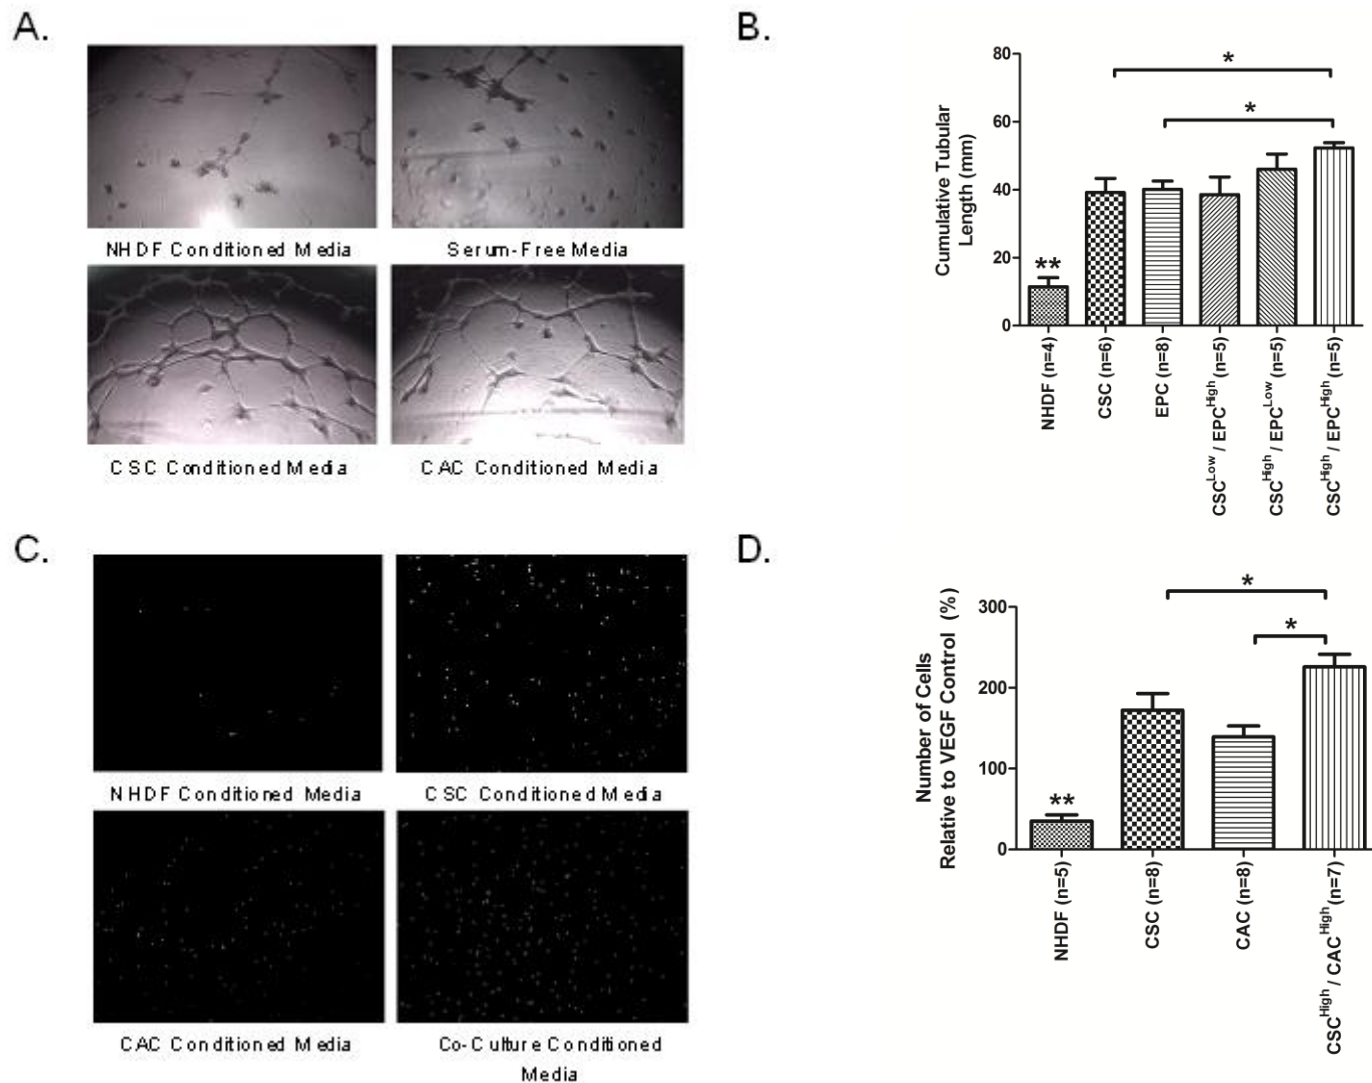 A.
NHDF Conditioned Media
Serum-Free Media
CSC Conditioned Media
CAC Conditioned Media
B.
80
60
40
20
0
Cumulative Tubular
Length (mm)
*
*
**
NHDF (n=4)
CSC (n=6)
EPC (n=8)
CSCLow / EPCHigh (n=5)
CSCHigh / EPCLow (n=5)
CSCHigh / EPCHigh (n=5)
C.
NHDF Conditioned Media
CSC Conditioned Media
CAC Conditioned Media
Co-Culture Conditioned
Media
D.
300
200
100
0
Number of Cells
Relative to VEGF Control (%)
*
*
**
NHDF (n=5)
CSC (n=8)
CAC (n=8)
CSCHigh / CACHigh (n=7)